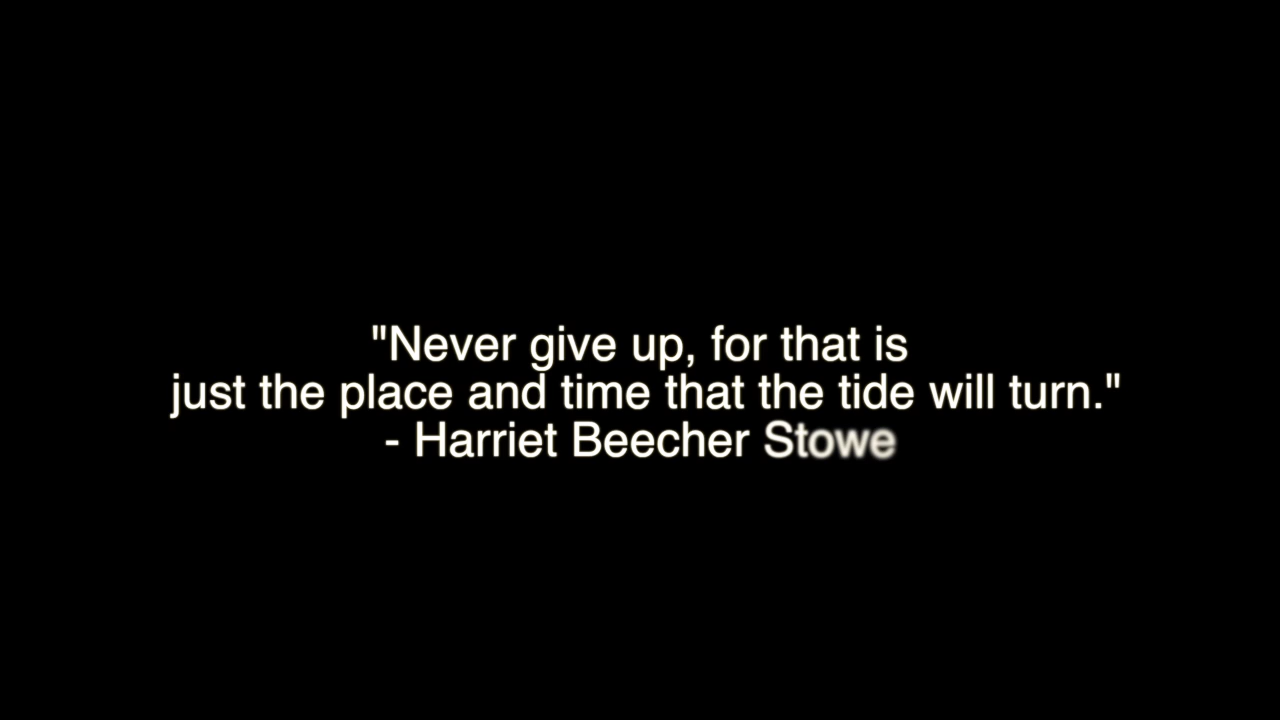 "Never give up, for that is
just the place and time that the tide will turn."
- Harriet Beecher Stowe